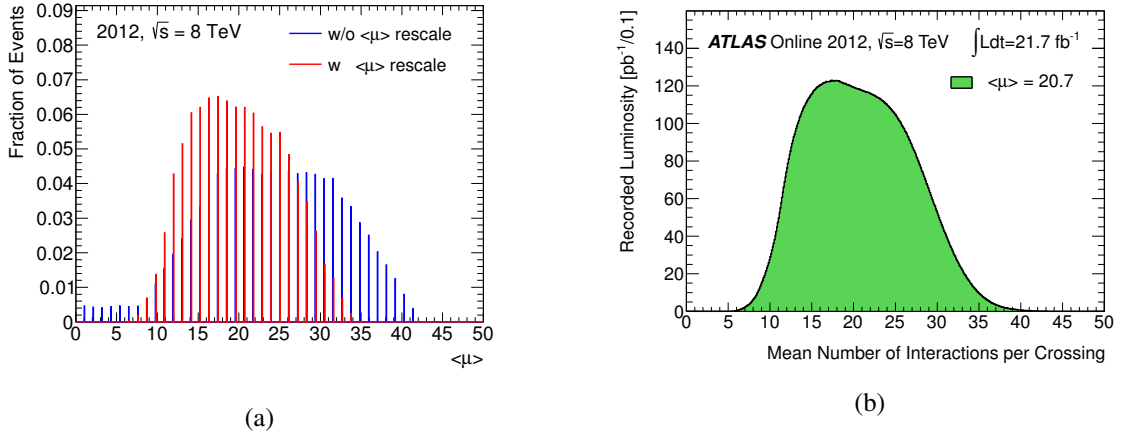 2012, √s = 8 TeV
w/o <μ> rescale
w <μ> rescale
Fraction of Events
0.09
0.08
0.07
0.06
0.05
0.04
0.03
0.02
0.01
0
0 5 10 15 20 25 30 35 40 45 50
<μ>
(a)
ATLAS Online 2012, √s=8 TeV ∫Ldt=21.7 fb⁻¹
<μ> = 20.7
Recorded Luminosity [pb⁻¹/0.1]
160
140
120
100
80
60
40
20
0
0 5 10 15 20 25 30 35 40 45 50
Mean Number of Interactions per Crossing
(b)